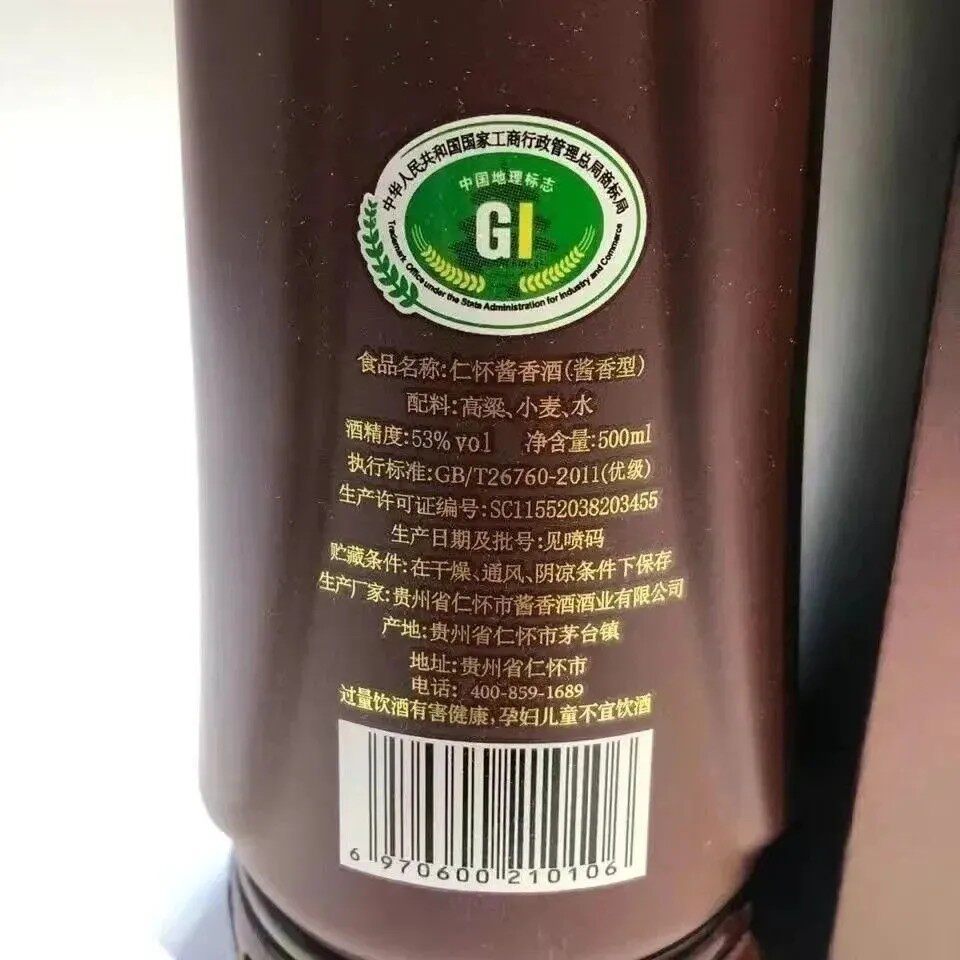 中华人民共和国国家工商行政管理总局商标局
中国地理标志
GI
Trademark Office under the State Administration for Industry and Commerce
食品名称:仁怀酱香酒(酱香型)
配料:高粱、小麦、水
酒精度:53%vol 净含量:500ml
执行标准:GB/T26760-2011(优级)
生产许可证编号:SC11552038203455
生产日期及批号:见喷码
贮藏条件:在干燥、通风、阴凉条件下保存
生产厂家:贵州省仁怀市酱香酒酒业有限公司
产地:贵州省仁怀市茅台镇
地址:贵州省仁怀市
电话: 400-859-1689
过量饮酒有害健康,孕妇儿童不宜饮酒
6 970600 210106